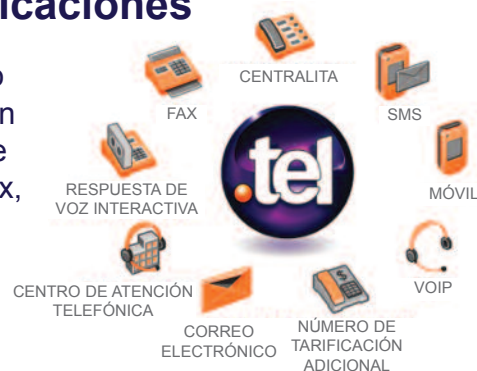 icaciones
o
n
e
x,
CENTRALITA
FAX
SMS
.tel
RESPUESTA DE
VOZ INTERACTIVA
MÓVIL
CENTRO DE ATENCIÓN
TELEFÓNICA
VOIP
CORREO
ELECTRÓNICO
NÚMERO DE
TARIFICACIÓN
ADICIONAL